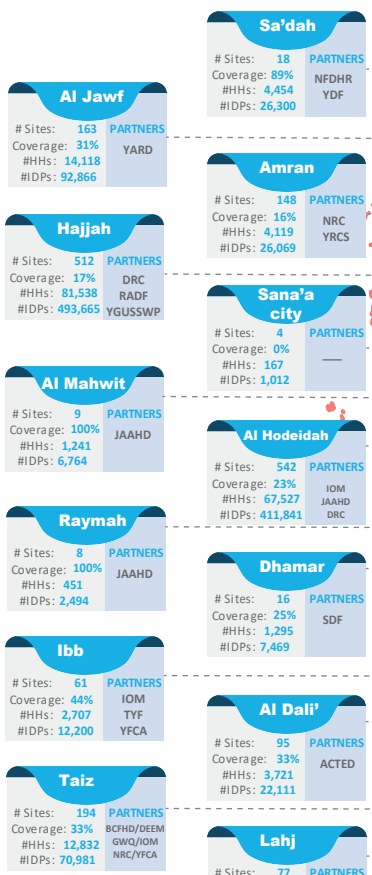 Sa'dah
# Sites: 18 PARTNERS
Coverage: 89% NFDHR
#HHs: 4,454 YDF
#IDPs: 26,300
Al Jawf
# Sites: 163 PARTNERS
Coverage: 31% YARD
#HHs: 14,118
#IDPs: 92,866
Amran
# Sites: 148 PARTNERS
Coverage: 16% NRC
#HHs: 4,119 YRCS
#IDPs: 26,069
Hajjah
# Sites: 512 PARTNERS
Coverage: 17% DRC
#HHs: 81,538 RADF
#IDPs: 493,665 YGUSSWP
Sana'a
city
# Sites: 4 PARTNERS
Coverage: 0% —
#HHs: 167
#IDPs: 1,012
Al Mahwit
# Sites: 9 PARTNERS
Coverage: 100% JAAHD
#HHs: 1,241
#IDPs: 6,764
Al Hodeidah
# Sites: 542 PARTNERS
Coverage: 23% IOM
#HHs: 67,527 JAAHD
#IDPs: 411,841 DRC
Raymah
# Sites: 8 PARTNERS
Coverage: 100% JAAHD
#HHs: 451
#IDPs: 2,494
Dhamar
# Sites: 16 PARTNERS
Coverage: 25% SDF
#HHs: 1,295
#IDPs: 7,469
Ibb
# Sites: 61 PARTNERS
Coverage: 44% IOM
#HHs: 2,707 TYF
#IDPs: 12,200 YFCA
Al Dali'
# Sites: 95 PARTNERS
Coverage: 33% ACTED
#HHs: 3,721
#IDPs: 22,111
Taiz
# Sites: 194 PARTNERS
Coverage: 33% BCFHD/DEEM
#HHs: 12,832 GWQ/IOM
#IDPs: 70,981 NRC/YFCA
Lahj
# Sites: 77 PARTNERS